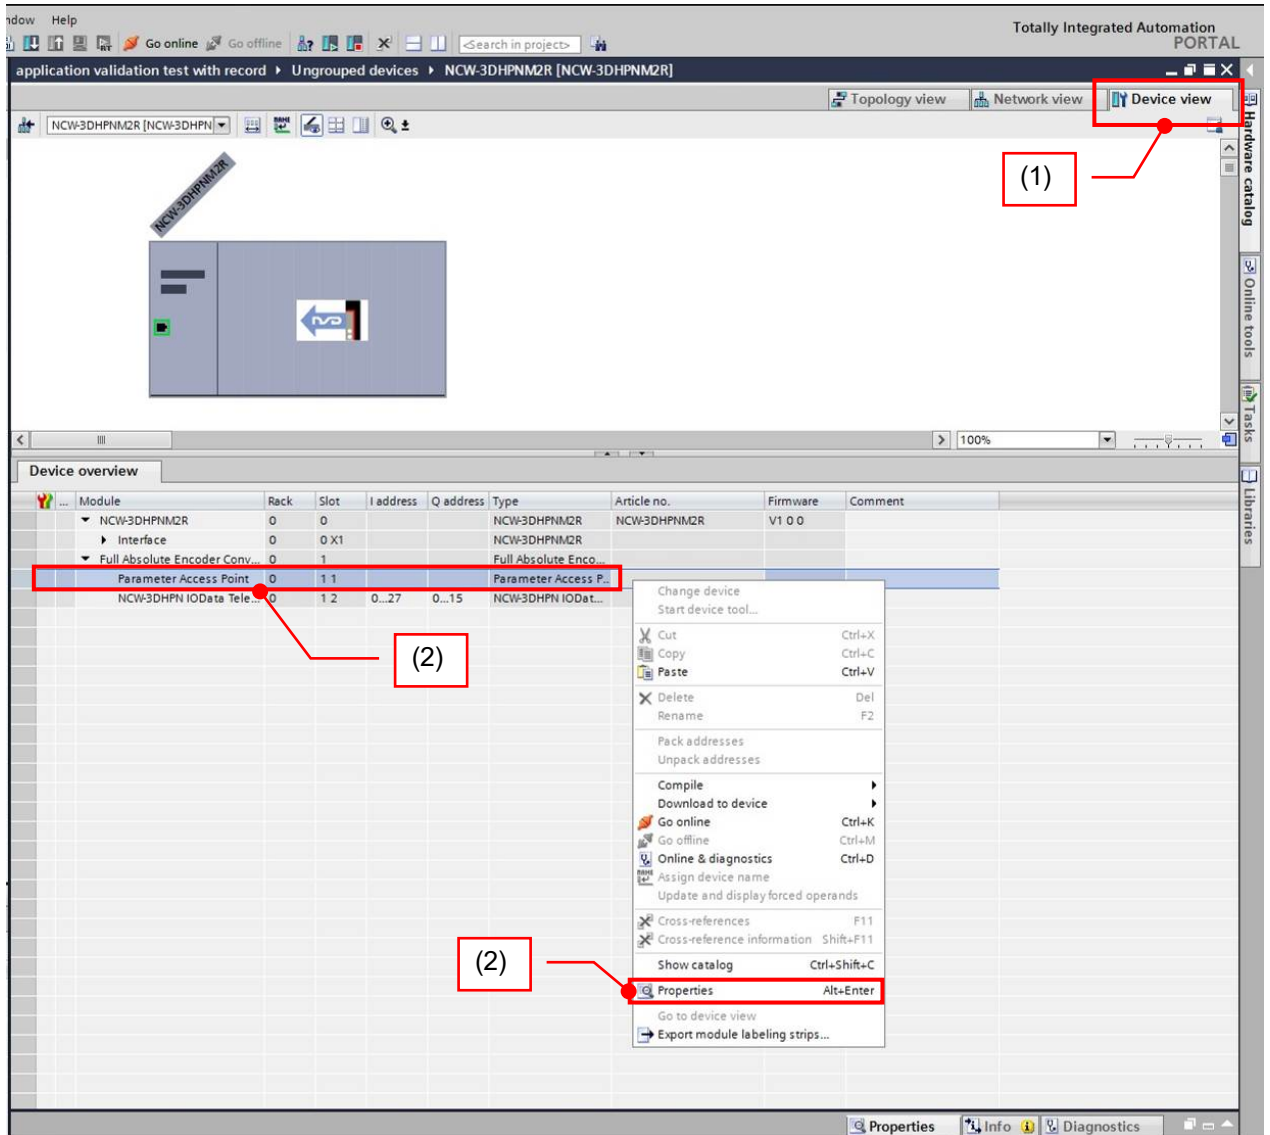 ndow Help
Totally Integrated Automation
PORTAL
RT Go online Go offline <Search in project>
application validation test with record ▸ Ungrouped devices ▸ NCW-3DHPNM2R [NCW-3DHPNM2R]
Topology view Network view Device view
NCW-3DHPNM2R [NCW-3DHPN
(1)
NCW-3DHPNM2R
NSD
100%
Hardware catalog
Online tools
Tasks
Libraries
Device overview
... Module Rack Slot I address Q address Type Article no. Firmware Comment
NCW-3DHPNM2R 0 0 NCW-3DHPNM2R NCW-3DHPNM2R V1 0 0
Interface 0 0 X1 NCW-3DHPNM2R
Full Absolute Encoder Conv... 0 1 Full Absolute Enco...
Parameter Access Point 0 1 1 Parameter Access P...
NCW-3DHPN IOData Tele... 0 1 2 0...27 0...15 NCW-3DHPN IODat...
(2)
Change device
Start device tool...
Cut Ctrl+X
Copy Ctrl+C
Paste Ctrl+V
Delete Del
Rename F2
Pack addresses
Unpack addresses
Compile
Download to device
Go online Ctrl+K
Go offline Ctrl+M
Online & diagnostics Ctrl+D
Assign device name
Update and display forced operands
Cross-references F11
Cross-reference information Shift+F11
Show catalog Ctrl+Shift+C
(2)
Properties Alt+Enter
Go to device view
Export module labeling strips...
Properties Info Diagnostics